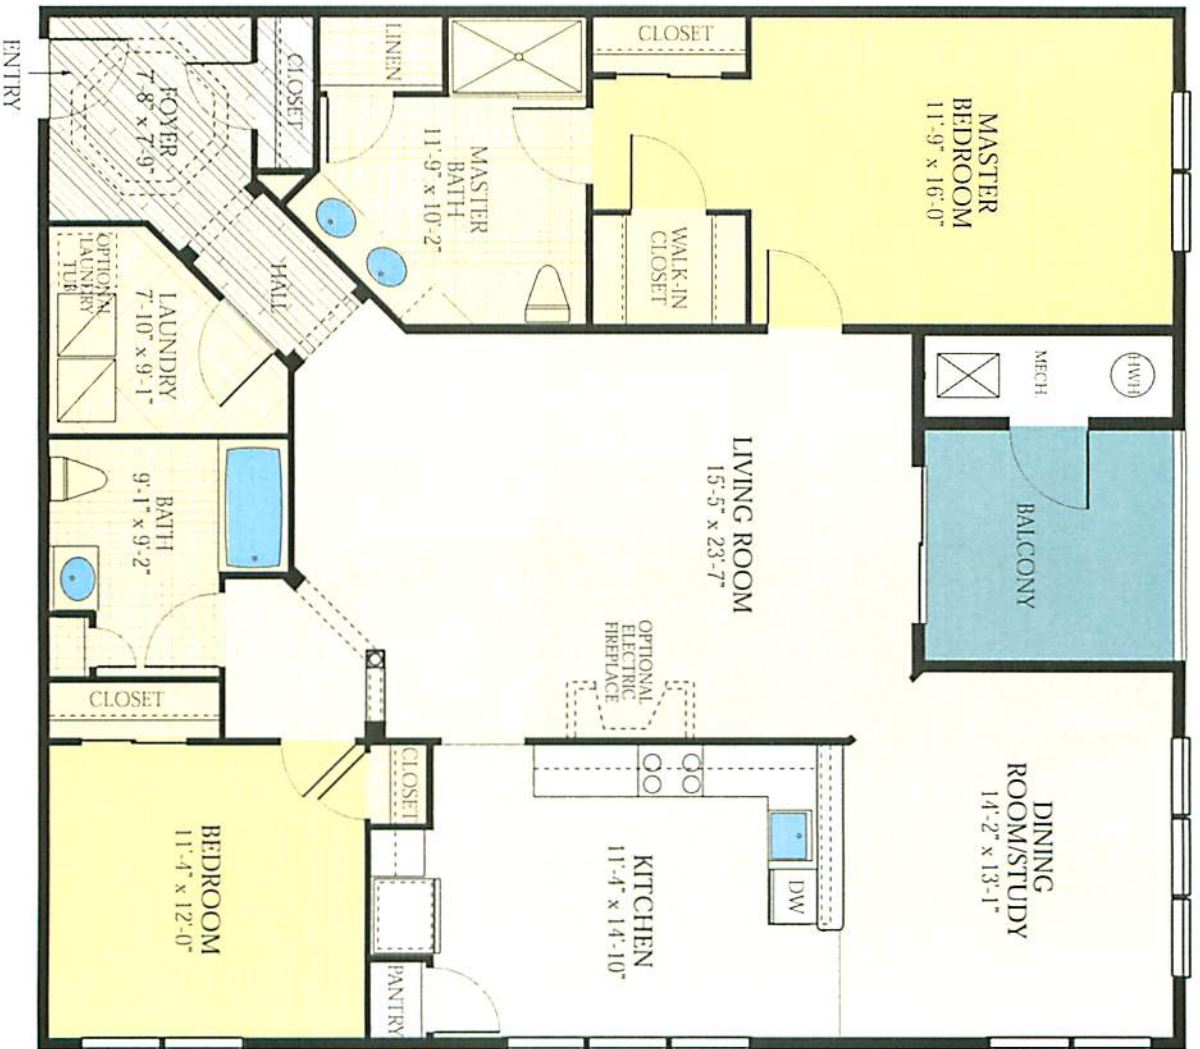 ENTRY
FOYER
7'-8" x 7'-9"
CLOSET
LINEN
MASTER
BATH
11'-9" x 10'-2"
CLOSET
WALK-IN
CLOSET
MASTER
BEDROOM
11'-9" x 16'-0"
HALL
OPTIONAL
LAUNDRY
TUB
LAUNDRY
7'-10" x 9'-1"
MECH.
HWH
BALCONY
LIVING ROOM
15'-5" x 23'-7"
OPTIONAL
ELECTRIC
FIREPLACE
BATH
9'-1" x 9'-2"
CLOSET
BEDROOM
11'-4" x 12'-0"
CLOSET
KITCHEN
11'-4" x 14'-10"
DW
PANTRY
DINING
ROOM/STUDY
14'-2" x 13'-1"